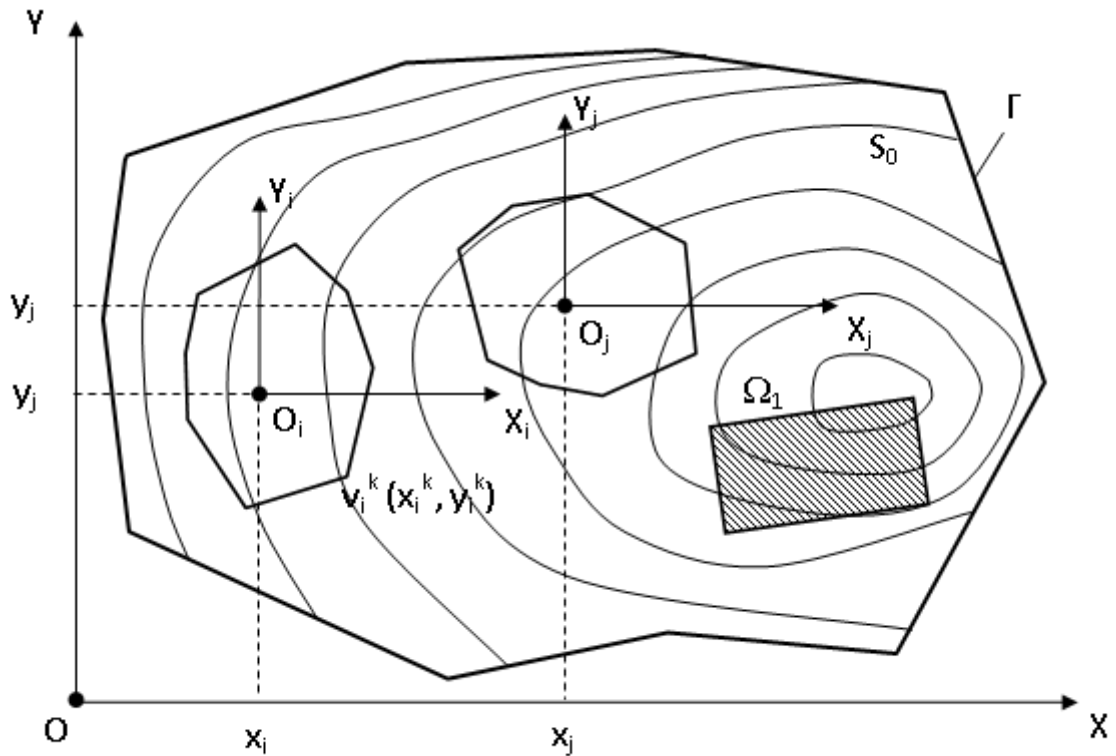 Y
Γ
Y_j
S_0
Y_i
y_j
O_j
X_j
y_j
Ω_1
O_i
X_i
v_i^k (x_i^k, y_i^k)
O
x_i
x_j
X